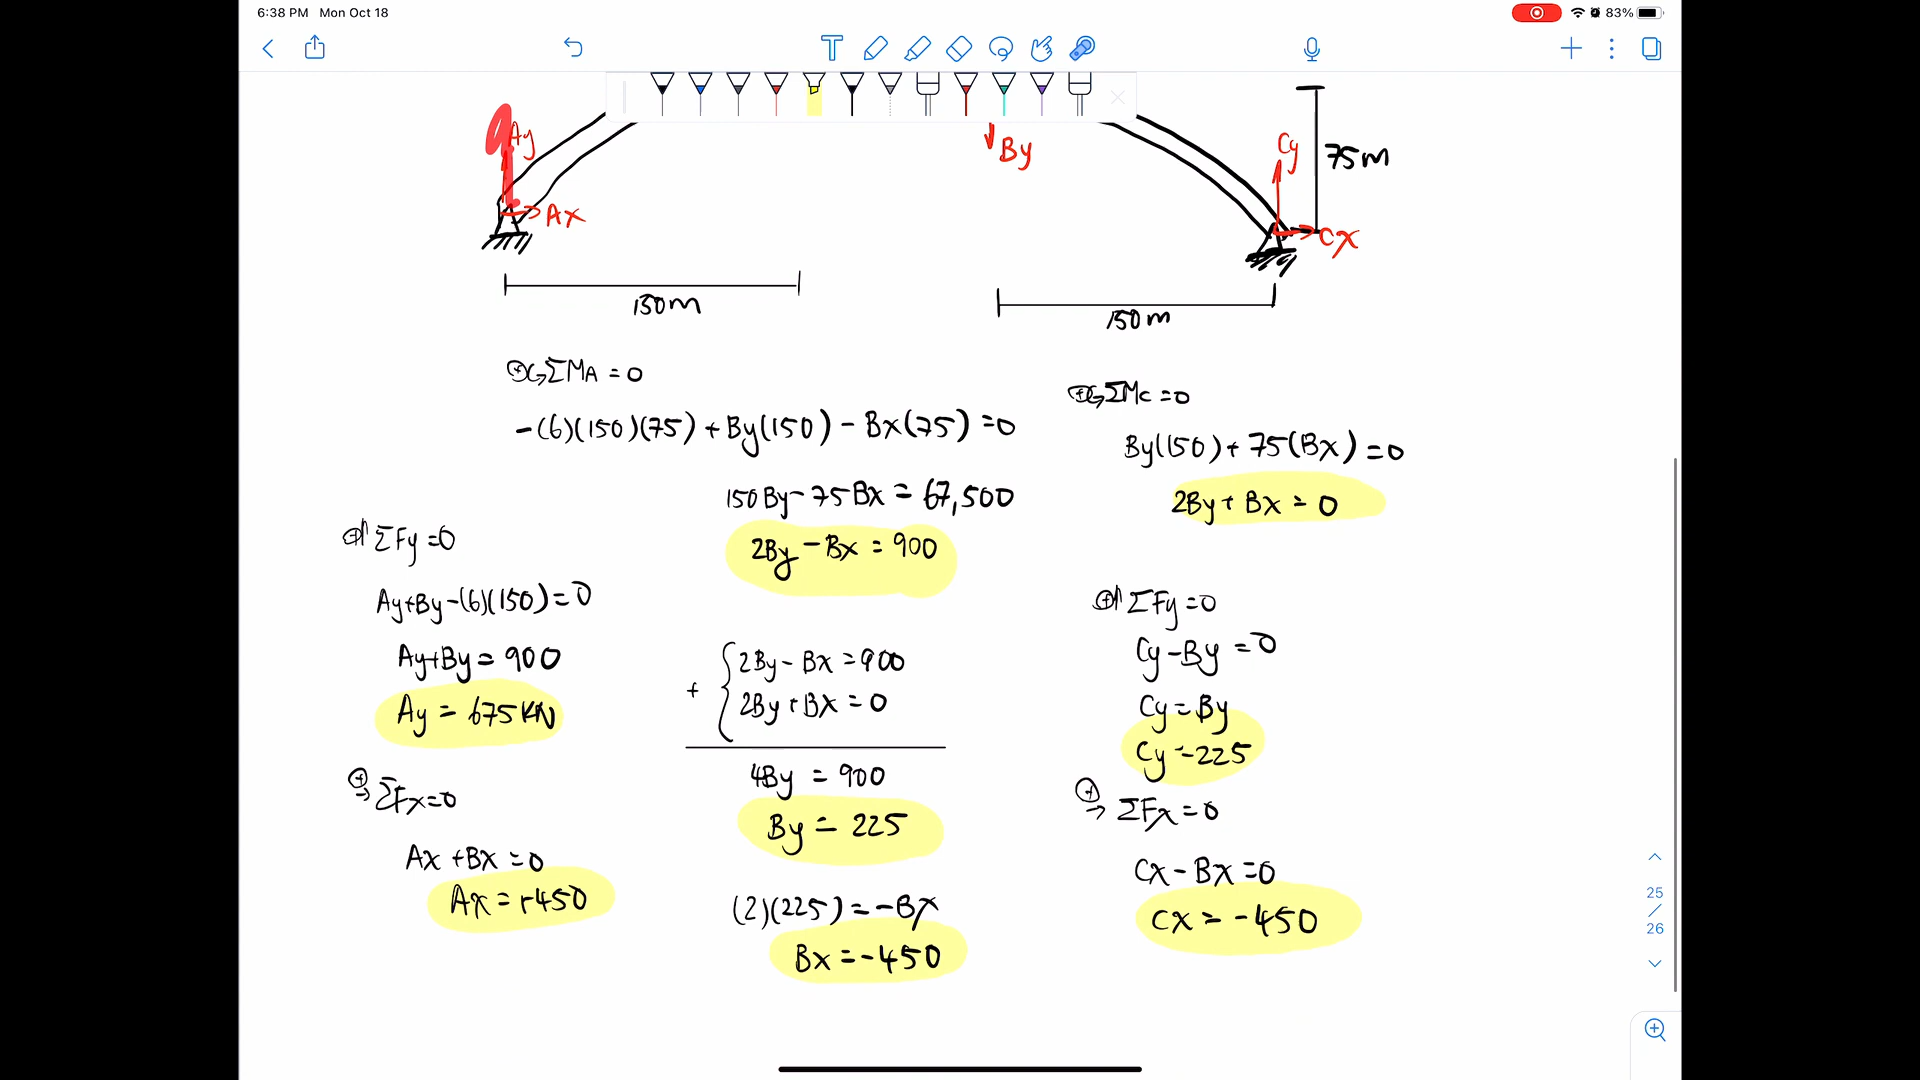 6:38 PM Mon Oct 18
83%
T
Ay
Ax
By
Cy
75m
Cx
150m
150m
ΣMA = 0
-(6)(150)(75) + By(150) - Bx(75) = 0
150By - 75Bx = 67,500
2By - Bx = 900
ΣMc = 0
By(150) + 75(Bx) = 0
2By + Bx = 0
ΣFy = 0
Ay + By - (6)(150) = 0
Ay + By = 900
Ay = 675 KN
ΣFx = 0
Ax + Bx = 0
Ax = +450
+
2By - Bx = 900
2By + Bx = 0
4By = 900
By = 225
(2)(225) = -Bx
Bx = -450
ΣFy = 0
Cy - By = 0
Cy = By
Cy = 225
ΣFx = 0
Cx - Bx = 0
Cx = -450
25
/
26